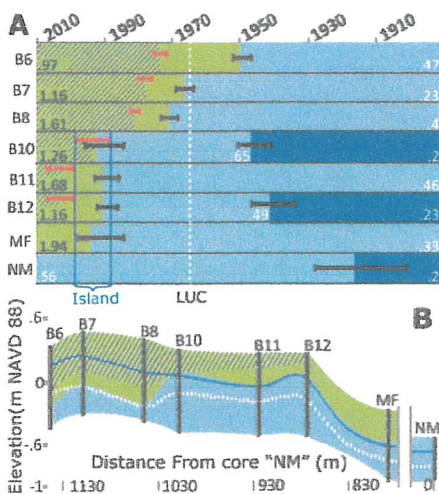 A
2010 1990 1970 1950 1930 1910
B6 .97 .47
B7 1.16 .23
B8 1.61 .4
B10 1.26 .65 .2
B11 1.68 .46
B12 1.16 .49 .23
MF 1.94 .33
NM .56 .2
Island LUC
B
Elevation(m NAVD 88)
.6
0
-.6
-1
B6 B7 B8 B10 B11 B12 MF NM
Distance From core "NM" (m)
1130 1030 930 830 0